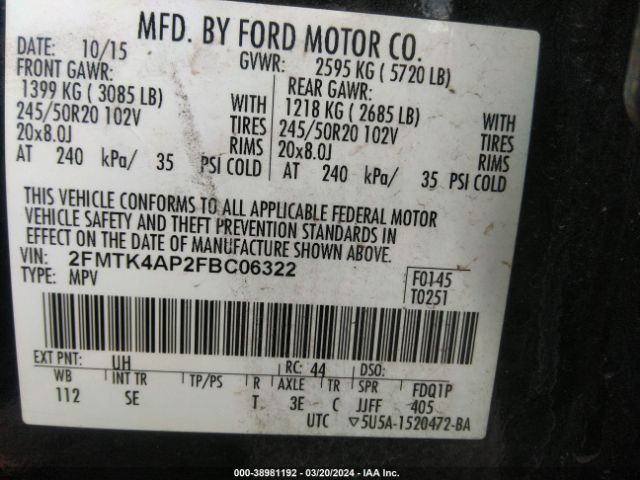 MFD. BY FORD MOTOR CO.
DATE: 10/15 GVWR: 2595 KG ( 5720 LB)
FRONT GAWR: REAR GAWR:
1399 KG ( 3085 LB) WITH 1218 KG ( 2685 LB) WITH
245/50R20 102V TIRES 245/50R20 102V TIRES
20x8.0J RIMS 20x8.0J RIMS
AT 240 kPa/ 35 PSI COLD AT 240 kPa/ 35 PSI COLD
THIS VEHICLE CONFORMS TO ALL APPLICABLE FEDERAL MOTOR
VEHICLE SAFETY AND THEFT PREVENTION STANDARDS IN
EFFECT ON THE DATE OF MANUFACTURE SHOWN ABOVE.
VIN: 2FMTK4AP2FBC06322 F0145
TYPE: MPV T0251
EXT PNT: UH RC: 44 DSO:
WB INT TR TP/PS R AXLE TR SPR FDQ1P
112 SE T 3E C JJFF 405
UTC ▽5U5A-1520472-BA
000-38981192 - 03/20/2024 - IAA Inc.